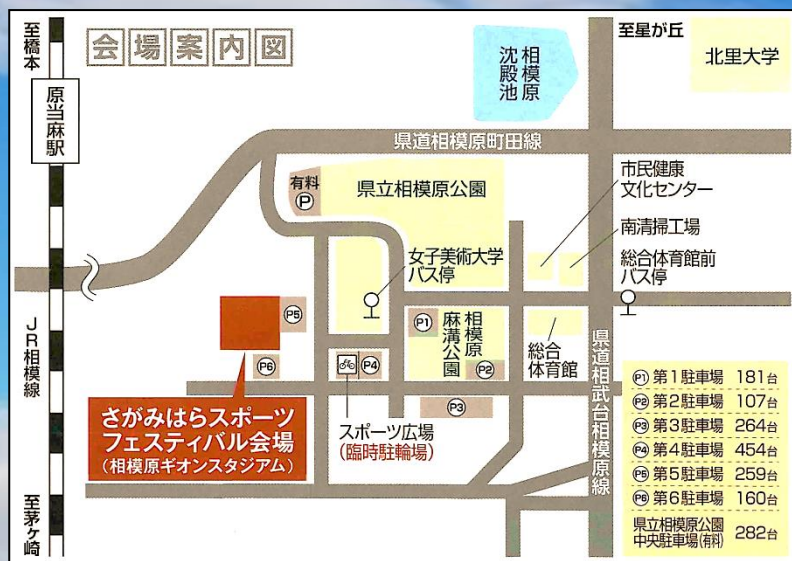 会場案内図
至橋本
原当麻駅
JR相模線
至茅ヶ崎
相模原
沈殿池
至星が丘
北里大学
県道相模原町田線
有料
P
県立相模原公園
市民健康
文化センター
南清掃工場
総合体育館前
バス停
女子美術大学
バス停
P5
P6
P1
相模原
麻溝公園
P2
P4
P3
総合
体育館
県道相武台相模原線
スポーツ広場
(臨時駐輪場)
さがみはらスポーツ
フェスティバル会場
(相模原ギオンスタジアム)
P1 第1駐車場 181台
P2 第2駐車場 107台
P3 第3駐車場 264台
P4 第4駐車場 454台
P5 第5駐車場 259台
P6 第6駐車場 160台
県立相模原公園
中央駐車場(有料) 282台